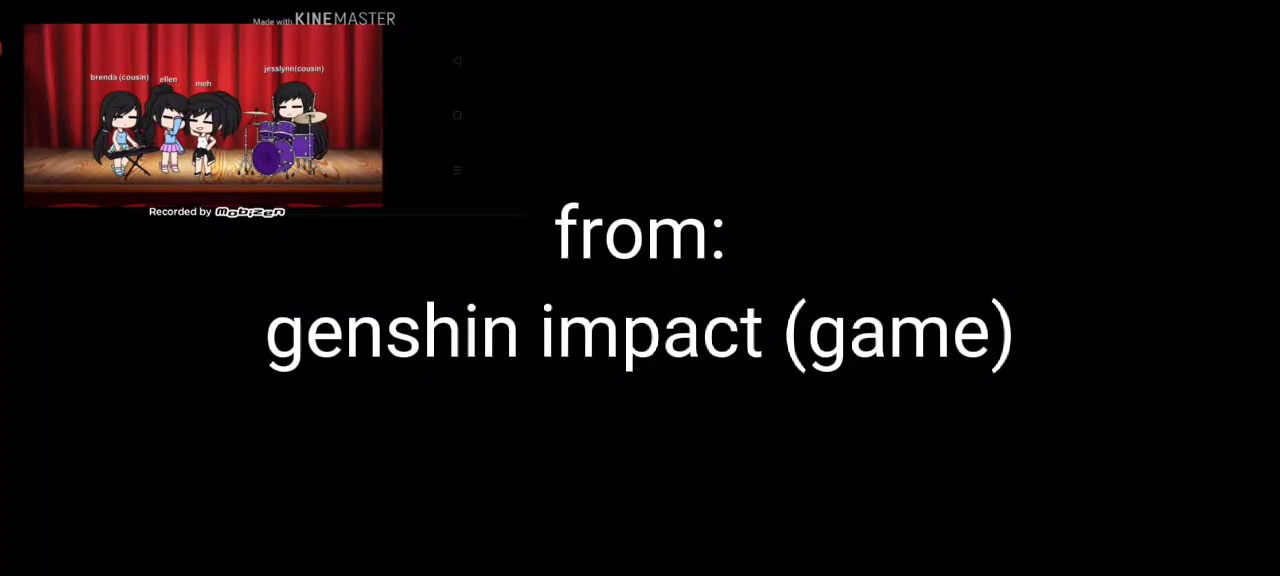 Made with KINEMASTER
jesslynn(cousin)
brenda (cousin) ellen meh
Recorded by Mobizen
from:
genshin impact (game)